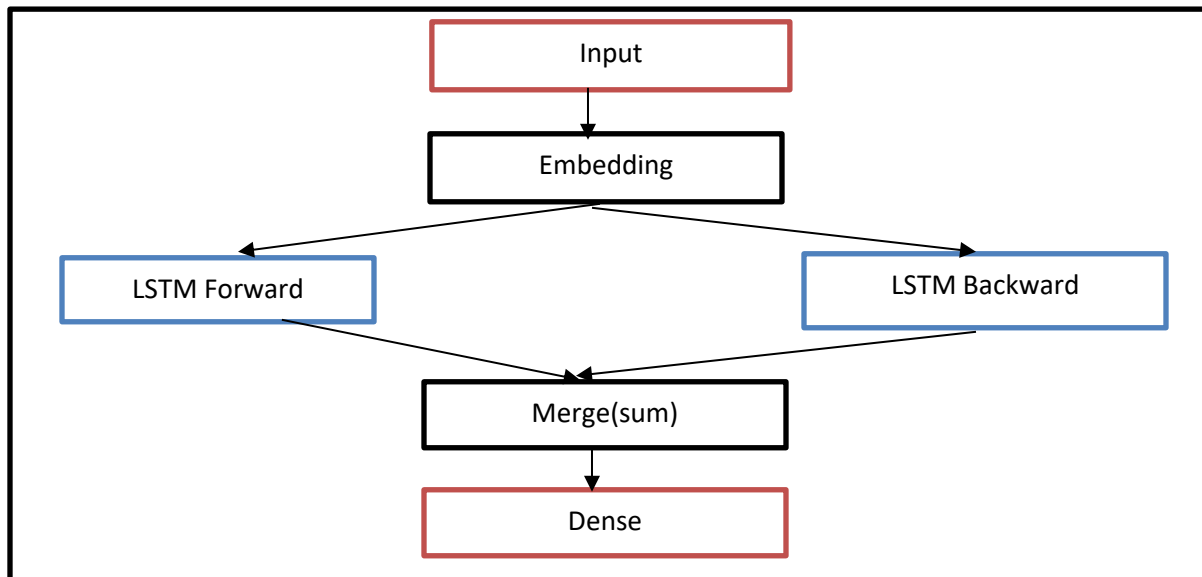 Input
Embedding
LSTM Forward
LSTM Backward
Merge(sum)
Dense